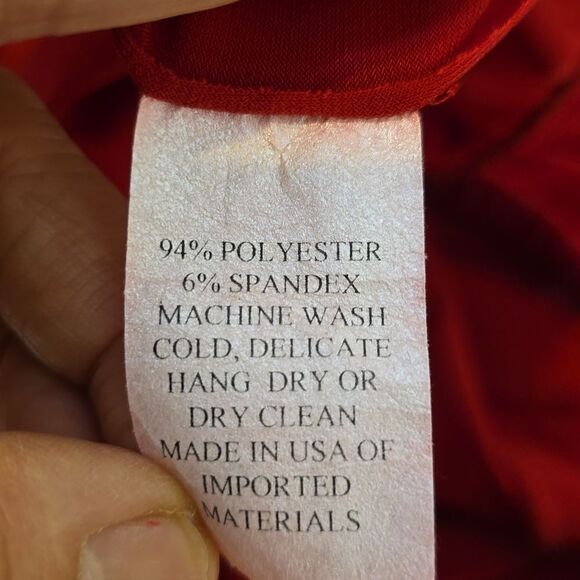 94% POLYESTER
6% SPANDEX
MACHINE WASH
COLD, DELICATE
HANG DRY OR
DRY CLEAN
MADE IN USA OF
IMPORTED
MATERIALS